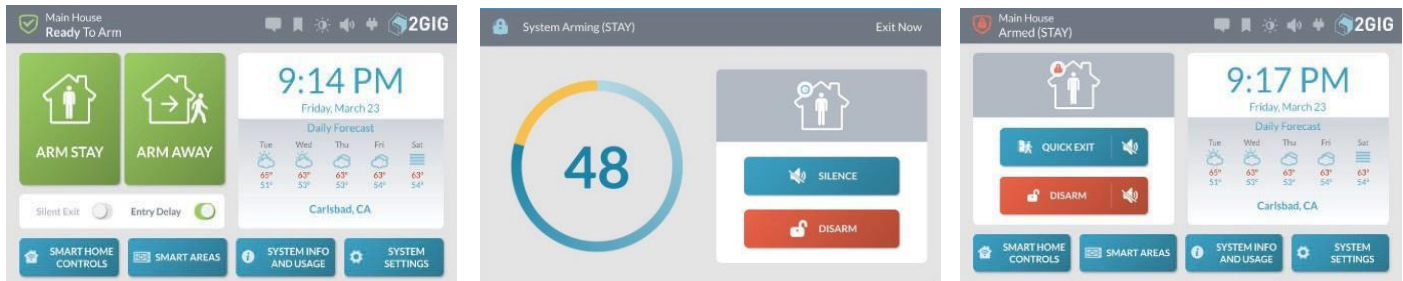 Main House
Ready To Arm
2GIG
ARM STAY
ARM AWAY
Silent Exit
Entry Delay
9:14 PM
Friday, March 23
Daily Forecast
Tue Wed Thu Fri Sat
65° 63° 63° 63° 63°
51° 53° 53° 54° 54°
Carlsbad, CA
SMART HOME
CONTROLS
SMART AREAS
SYSTEM INFO
AND USAGE
SYSTEM
SETTINGS
System Arming (STAY)
Exit Now
48
SILENCE
DISARM
Main House
Armed (STAY)
2GIG
QUICK EXIT
DISARM
9:17 PM
Friday, March 23
Daily Forecast
Tue Wed Thu Fri Sat
65° 63° 63° 63° 63°
51° 53° 52° 54° 54°
Carlsbad, CA
SMART HOME
CONTROLS
SMART AREAS
SYSTEM INFO
AND USAGE
SYSTEM
SETTINGS